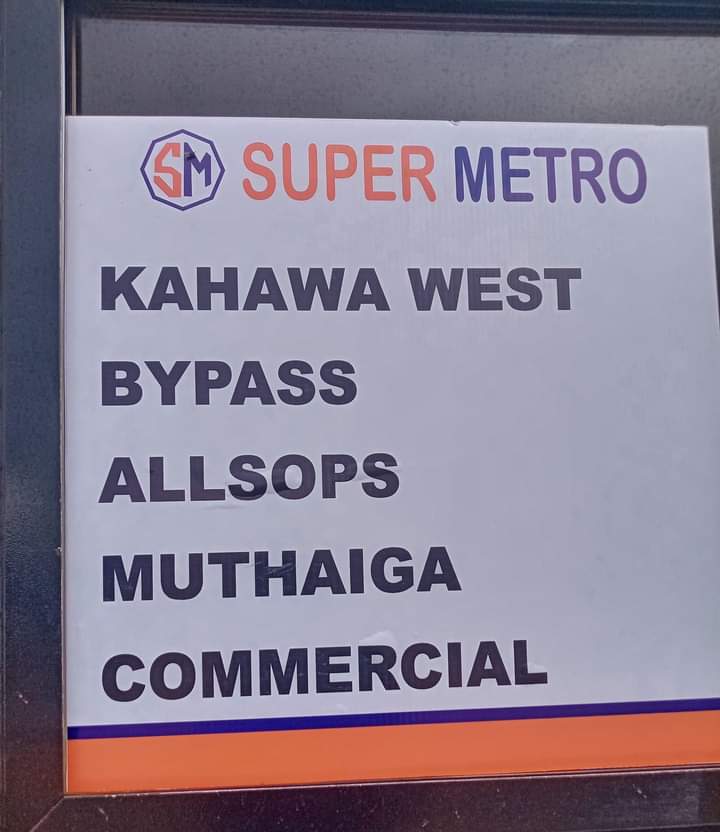 SM SUPER METRO
KAHAWA WEST
BYPASS
ALLSOPS
MUTHAIGA
COMMERCIAL